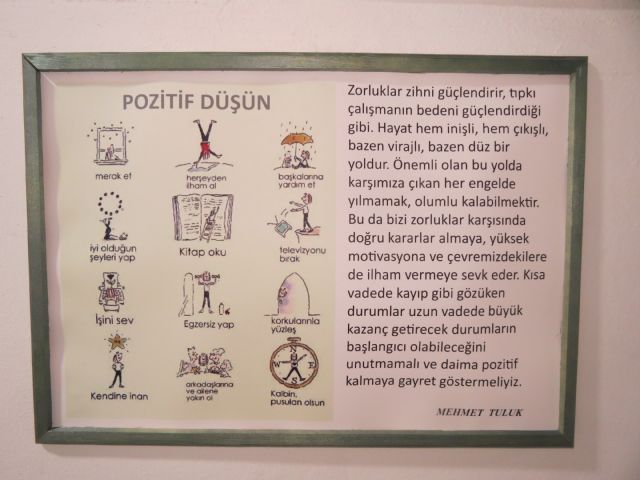 POZİTİF DÜŞÜN
merak et
herşeyden
ilham al
başkalarına
yardım et
iyi olduğun
şeyleri yap
Kitap oku
televizyonu
bırak
İşini sev
Egzersiz yap
korkularınla
yüzleş
Kendine inan
arkadaşlarına
ve ailene
yakın ol
N
W
E
S
Kalbin,
pusulan olsun
Zorluklar zihni güçlendirir, tıpkı
çalışmanın bedeni güçlendirdiği
gibi. Hayat hem inişli, hem çıkışlı,
bazen virajlı, bazen düz bir
yoldur. Önemli olan bu yolda
karşımıza çıkan her engelde
yılmamak, olumlu kalabilmektir.
Bu da bizi zorluklar karşısında
doğru kararlar almaya, yüksek
motivasyona ve çevremizdekilere
de ilham vermeye sevk eder. Kısa
vadede kayıp gibi gözüken
durumlar uzun vadede büyük
kazanç getirecek durumların
başlangıcı olabileceğini
unutmamalı ve daima pozitif
kalmaya gayret göstermeliyiz.
MEHMET TULUK